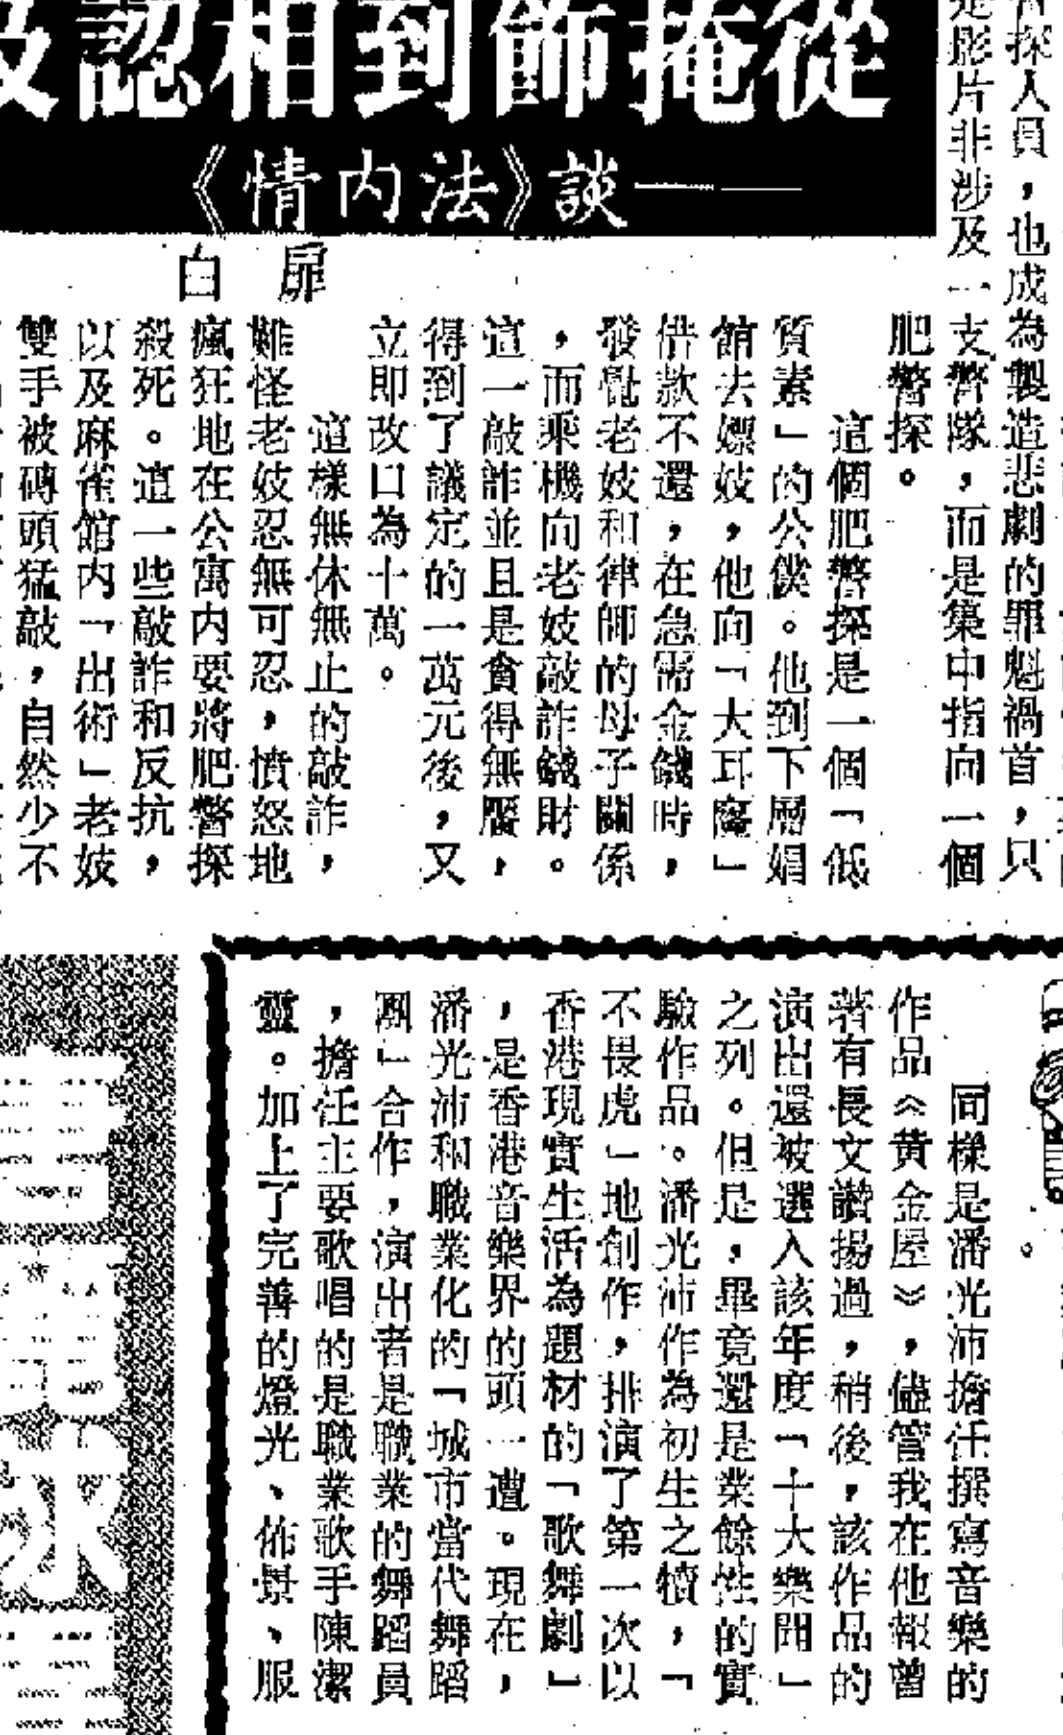 從掩飾到相認及
——談《法內情》
扉白
探人員，也成為製造悲劇的罪魁禍首，只
影片非涉及一支警隊，而是集中指向一個
肥警探。
這個肥警探是一個「低
質素」的公僕。他到下層娼
館去嫖妓，他向「大耳窿」
借款不還，在急需金錢時，
發覺老妓和律師的母子關係
，而乘機向老妓敲詐錢財。
這一敲詐並且是貪得無饜，
得到了議定的一萬元後，又
立即改口為十萬。
這樣無休無止的敲詐，
難怪老妓忍無可忍，憤怒地
瘋狂地在公寓内要將肥警探
殺死。這一些敲詐和反抗，
以及麻雀館内「出術」老妓
雙手被磚頭猛敲，自然少不
同樣是潘光沛擔任撰寫音樂的
作品《黃金屋》，儘管我在他報曾
著有長文讚揚過，稍後，該作品的
演出還被選入該年度「十大樂聞」
之列。但是，畢竟還是業餘性的實
驗作品。潘光沛作為初生之犢，「
不畏虎」地創作，排演了第一次以
香港現實生活為題材的「歌舞劇」
，是香港音樂界的頭一遭。現在，
潘光沛和職業化的「城市當代舞蹈
團」合作，演出者是職業的舞蹈員
，擔任主要歌唱的是職業歌手陳潔
靈。加上了完善的燈光、佈景、服